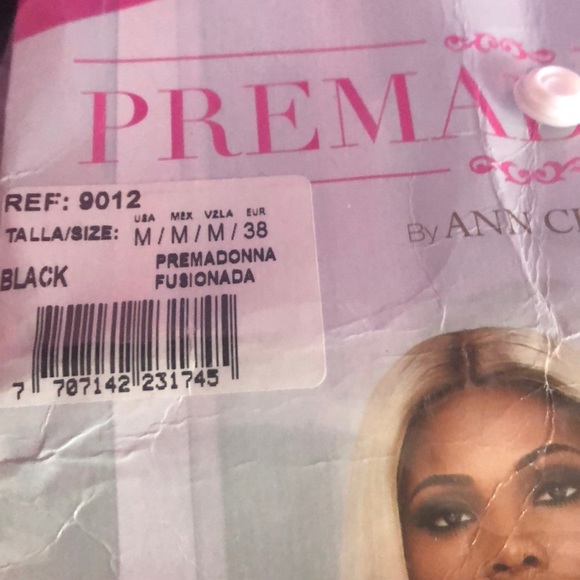 PREMA
By ANN C
REF: 9012
USA MEX VZLA EUR
TALLA/SIZE: M / M / M / 38
BLACK
PREMADONNA
FUSIONADA
7 707142 231745